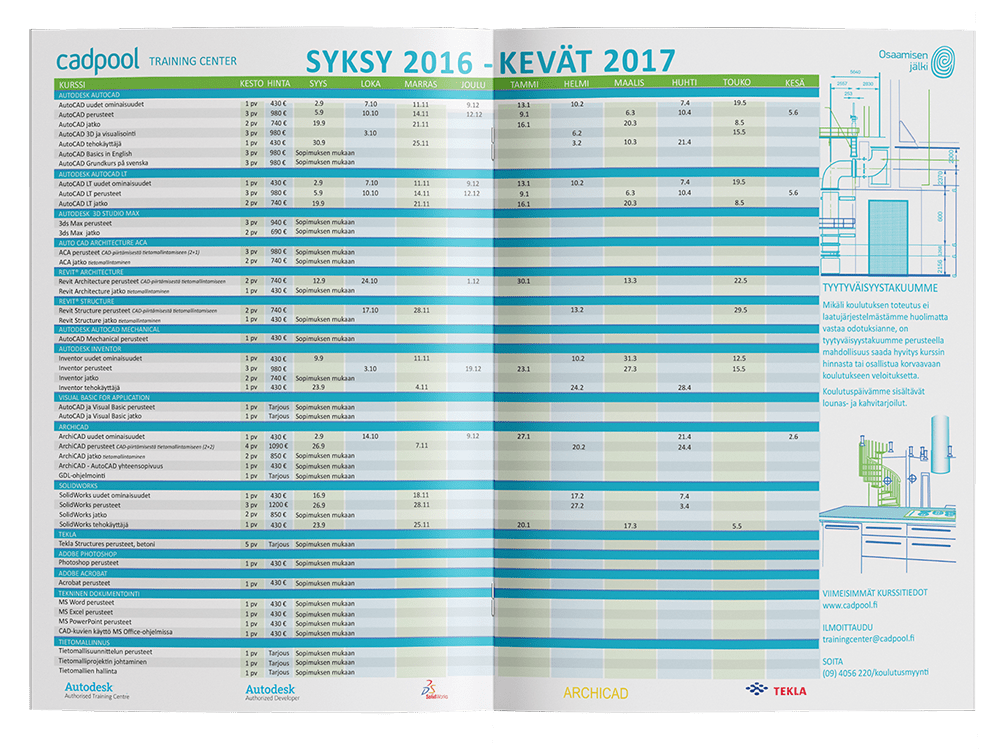 cadpool TRAINING CENTER
SYKSY 2016 - KEVÄT 2017
Osaamisen
jälki
KURSSI KESTO HINTA SYYS LOKA MARRAS JOULU TAMMI HELMI MAALIS HUHTI TOUKO KESÄ
AUTODESK AUTOCAD
AutoCAD uudet ominaisuudet 1 pv 430 € 2.9 7.10 11.11 9.12 13.1 10.2 7.4 19.5
AutoCAD perusteet 3 pv 980 € 5.9 10.10 14.11 12.12 9.1 6.3 10.4 5.6
AutoCAD jatko 2 pv 740 € 19.9 21.11 16.1 20.3 8.5
AutoCAD 3D ja visualisointi 3 pv 980 € 3.10 6.2 15.5
AutoCAD tehokäyttäjä 1 pv 430 € 30.9 25.11 3.2 10.3 21.4
AutoCAD Basics in English 3 pv 980 € Sopimuksen mukaan
AutoCAD Grundkurs på svenska 3 pv 980 € Sopimuksen mukaan
AUTODESK AUTOCAD LT
AutoCAD LT uudet ominaisuudet 1 pv 430 € 2.9 7.10 11.11 9.12 13.1 10.2 7.4 19.5
AutoCAD LT perusteet 3 pv 980 € 5.9 10.10 14.11 12.12 9.1 6.3 10.4 5.6
AutoCAD LT jatko 2 pv 740 € 19.9 21.11 16.1 20.3 8.5
AUTODESK 3D STUDIO MAX
3ds Max perusteet 3 pv 940 € Sopimuksen mukaan
3ds Max jatko 2 pv 690 € Sopimuksen mukaan
AUTO CAD ARCHITECTURE ACA
ACA perusteet CAD-piirtämisestä tietomallintamiseen (2+1) 3 pv 980 € Sopimuksen mukaan
ACA jatko tietomallintaminen 2 pv 740 € Sopimuksen mukaan
REVIT® ARCHITECTURE
Revit Architecture perusteet CAD-piirtämisestä tietomallintamiseen 2 pv 740 € 12.9 24.10 1.12 30.1 13.3 22.5
Revit Architecture jatko tietomallintaminen 1 pv 430 € Sopimuksen mukaan
REVIT® STRUCTURE
Revit Structure perusteet CAD-piirtämisestä tietomallintamiseen 2 pv 740 € 17.10 28.11 13.2 29.5
Revit Structure jatko tietomallintaminen 1 pv 430 € Sopimuksen mukaan
AUTODESK AUTOCAD MECHANICAL
AutoCAD Mechanical perusteet 1 pv 430 € Sopimuksen mukaan
AUTODESK INVENTOR
Inventor uudet ominaisuudet 1 pv 430 € 9.9 11.11 10.2 31.3 12.5
Inventor perusteet 3 pv 980 € 3.10 19.12 23.1 27.3 15.5
Inventor jatko 2 pv 740 € Sopimuksen mukaan
Inventor tehokäyttäjä 1 pv 430 € 23.9 4.11 24.2 28.4
VISUAL BASIC FOR APPLICATION
AutoCAD ja Visual Basic perusteet 1 pv Tarjous Sopimuksen mukaan
AutoCAD ja Visual Basic jatko 1 pv Tarjous Sopimuksen mukaan
ARCHICAD
ArchiCAD uudet ominaisuudet 1 pv 430 € 2.9 14.10 9.12 27.1 21.4 2.6
ArchiCAD perusteet CAD-piirtämisestä tietomallintamiseen (2+2) 4 pv 1090 € 26.9 7.11 20.2 24.4
ArchiCAD jatko tietomallintaminen 2 pv 850 € Sopimuksen mukaan
ArchiCAD - AutoCAD yhteensopivuus 1 pv 430 € Sopimuksen mukaan
GDL-ohjelmointi 1 pv Tarjous Sopimuksen mukaan
SOLIDWORKS
SolidWorks uudet ominaisuudet 1 pv 430 € 16.9 18.11 17.2 7.4
SolidWorks perusteet 3 pv 1200 € 26.9 28.11 27.2 3.4
SolidWorks jatko 2 pv 850 € Sopimuksen mukaan
SolidWorks tehokäyttäjä 1 pv 430 € 23.9 25.11 20.1 17.3 5.5
TEKLA
Tekla Structures perusteet, betoni 5 pv Tarjous Sopimuksen mukaan
ADOBE PHOTOSHOP
Photoshop perusteet 1 pv 430 € Sopimuksen mukaan
ADOBE ACROBAT
Acrobat perusteet 1 pv 430 € Sopimuksen mukaan
TEKNINEN DOKUMENTOINTI
MS Word perusteet 1 pv 430 € Sopimuksen mukaan
MS Excel perusteet 1 pv 430 € Sopimuksen mukaan
MS PowerPoint perusteet 1 pv 430 € Sopimuksen mukaan
CAD-kuvien käyttö MS Office-ohjelmissa 1 pv 430 € Sopimuksen mukaan
TIETOMALLINNUS
Tietomallisuunnittelun perusteet 1 pv Tarjous Sopimuksen mukaan
Tietomalliprojektin johtaminen 1 pv Tarjous Sopimuksen mukaan
Tietomallien hallinta 1 pv Tarjous Sopimuksen mukaan
Autodesk
Authorised Training Centre
Autodesk
Authorized Developer
SolidWorks
ARCHICAD
TEKLA
TYYTYVÄISYYSTAKUUMME
Mikäli koulutuksen toteutus ei
laatujärjestelmästämme huolimatta
vastaa odotuksianne, on
tyytyväisyystakuumme perusteella
mahdollisuus saada hyvitys kurssin
hinnasta tai osallistua korvaavaan
koulutukseen veloituksetta.
Koulutuspäivämme sisältävät
lounas- ja kahvitarjoilut.
VIIMEISIMMÄT KURSSITIEDOT
www.cadpool.fi
ILMOITTAUDU
trainingcenter@cadpool.fi
SOITA
(09) 4056 220/koulutusmyynti